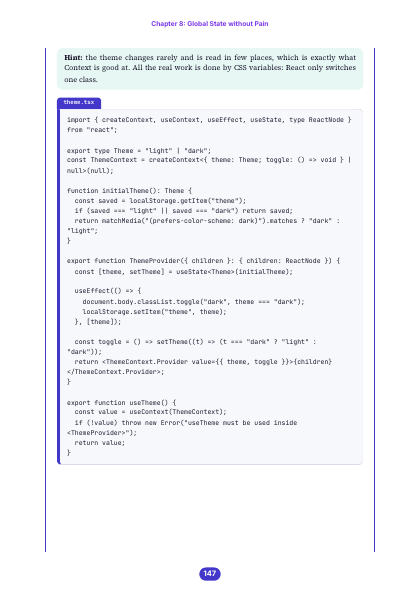 Chapter 8: Global State without Pain
Hint: the theme changes rarely and is read in few places, which is exactly what
Context is good at. All the real work is done by CSS variables: React only switches
one class.
theme.tsx
import { createContext, useContext, useEffect, useState, type ReactNode }
from "react";
export type Theme = "light" | "dark";
const ThemeContext = createContext<{ theme: Theme; toggle: () => void } |
null>(null);
function initialTheme(): Theme {
  const saved = localStorage.getItem("theme");
  if (saved === "light" || saved === "dark") return saved;
  return matchMedia("(prefers-color-scheme: dark)").matches ? "dark" :
"light";
}
export function ThemeProvider({ children }: { children: ReactNode }) {
  const [theme, setTheme] = useState<Theme>(initialTheme);
  useEffect(() => {
    document.body.classList.toggle("dark", theme === "dark");
    localStorage.setItem("theme", theme);
  }, [theme]);
  const toggle = () => setTheme((t) => (t === "dark" ? "light" :
"dark"));
  return <ThemeContext.Provider value={{ theme, toggle }}>{children}
</ThemeContext.Provider>;
}
export function useTheme() {
  const value = useContext(ThemeContext);
  if (!value) throw new Error("useTheme must be used inside
<ThemeProvider>");
  return value;
}
147